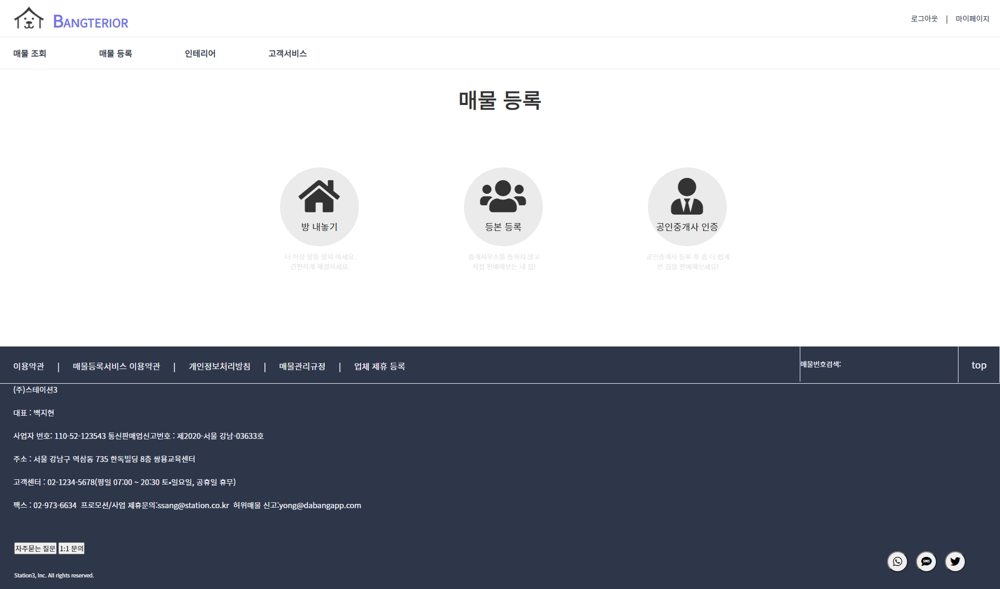 BANGTERIOR
로그아웃 | 마이페이지
매물 조회 매물 등록 인테리어 고객서비스
매물 등록
방 내놓기 등본 등록 공인중개사 인증
더 이상 발품 팔지 마세요. 중개사무소를 통하지 않고 공인중개사 등록 후 좀 더 쉽게
간편하게 해결하세요. 직접 판매해보는 내 집! 빈 집을 판매해보세요!
이용약관 | 매물등록서비스 이용약관 | 개인정보처리방침 | 매물관리규정 | 업체 제휴 등록 매물번호검색: top
(주)스테이션3
대표 : 백지현
사업자 번호: 110-52-123543 통신판매업신고번호 : 제2020-서울 강남-03633호
주소 : 서울 강남구 역삼동 735 한독빌딩 8층 쌍용교육센터
고객센터 : 02-1234-5678(평일 07:00 ~ 20:30 토•일요일, 공휴일 휴무)
팩스 : 02-973-6634 프로모션/사업 제휴문의:ssang@station.co.kr 허위매물 신고:yong@dabangapp.com
자주묻는 질문 1:1 문의
SMS
Station3, Inc. All rights reserved.